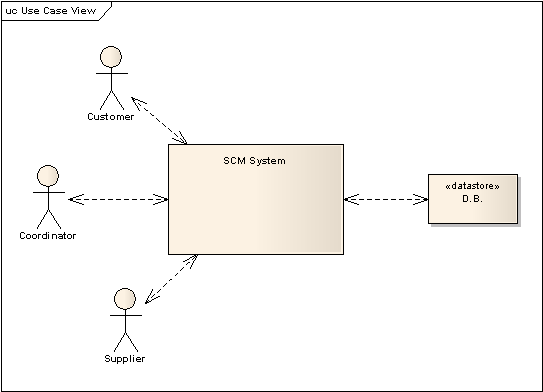 uc Use Case View
Customer
SCM System
«datastore»
D.B.
Coordinator
Supplier